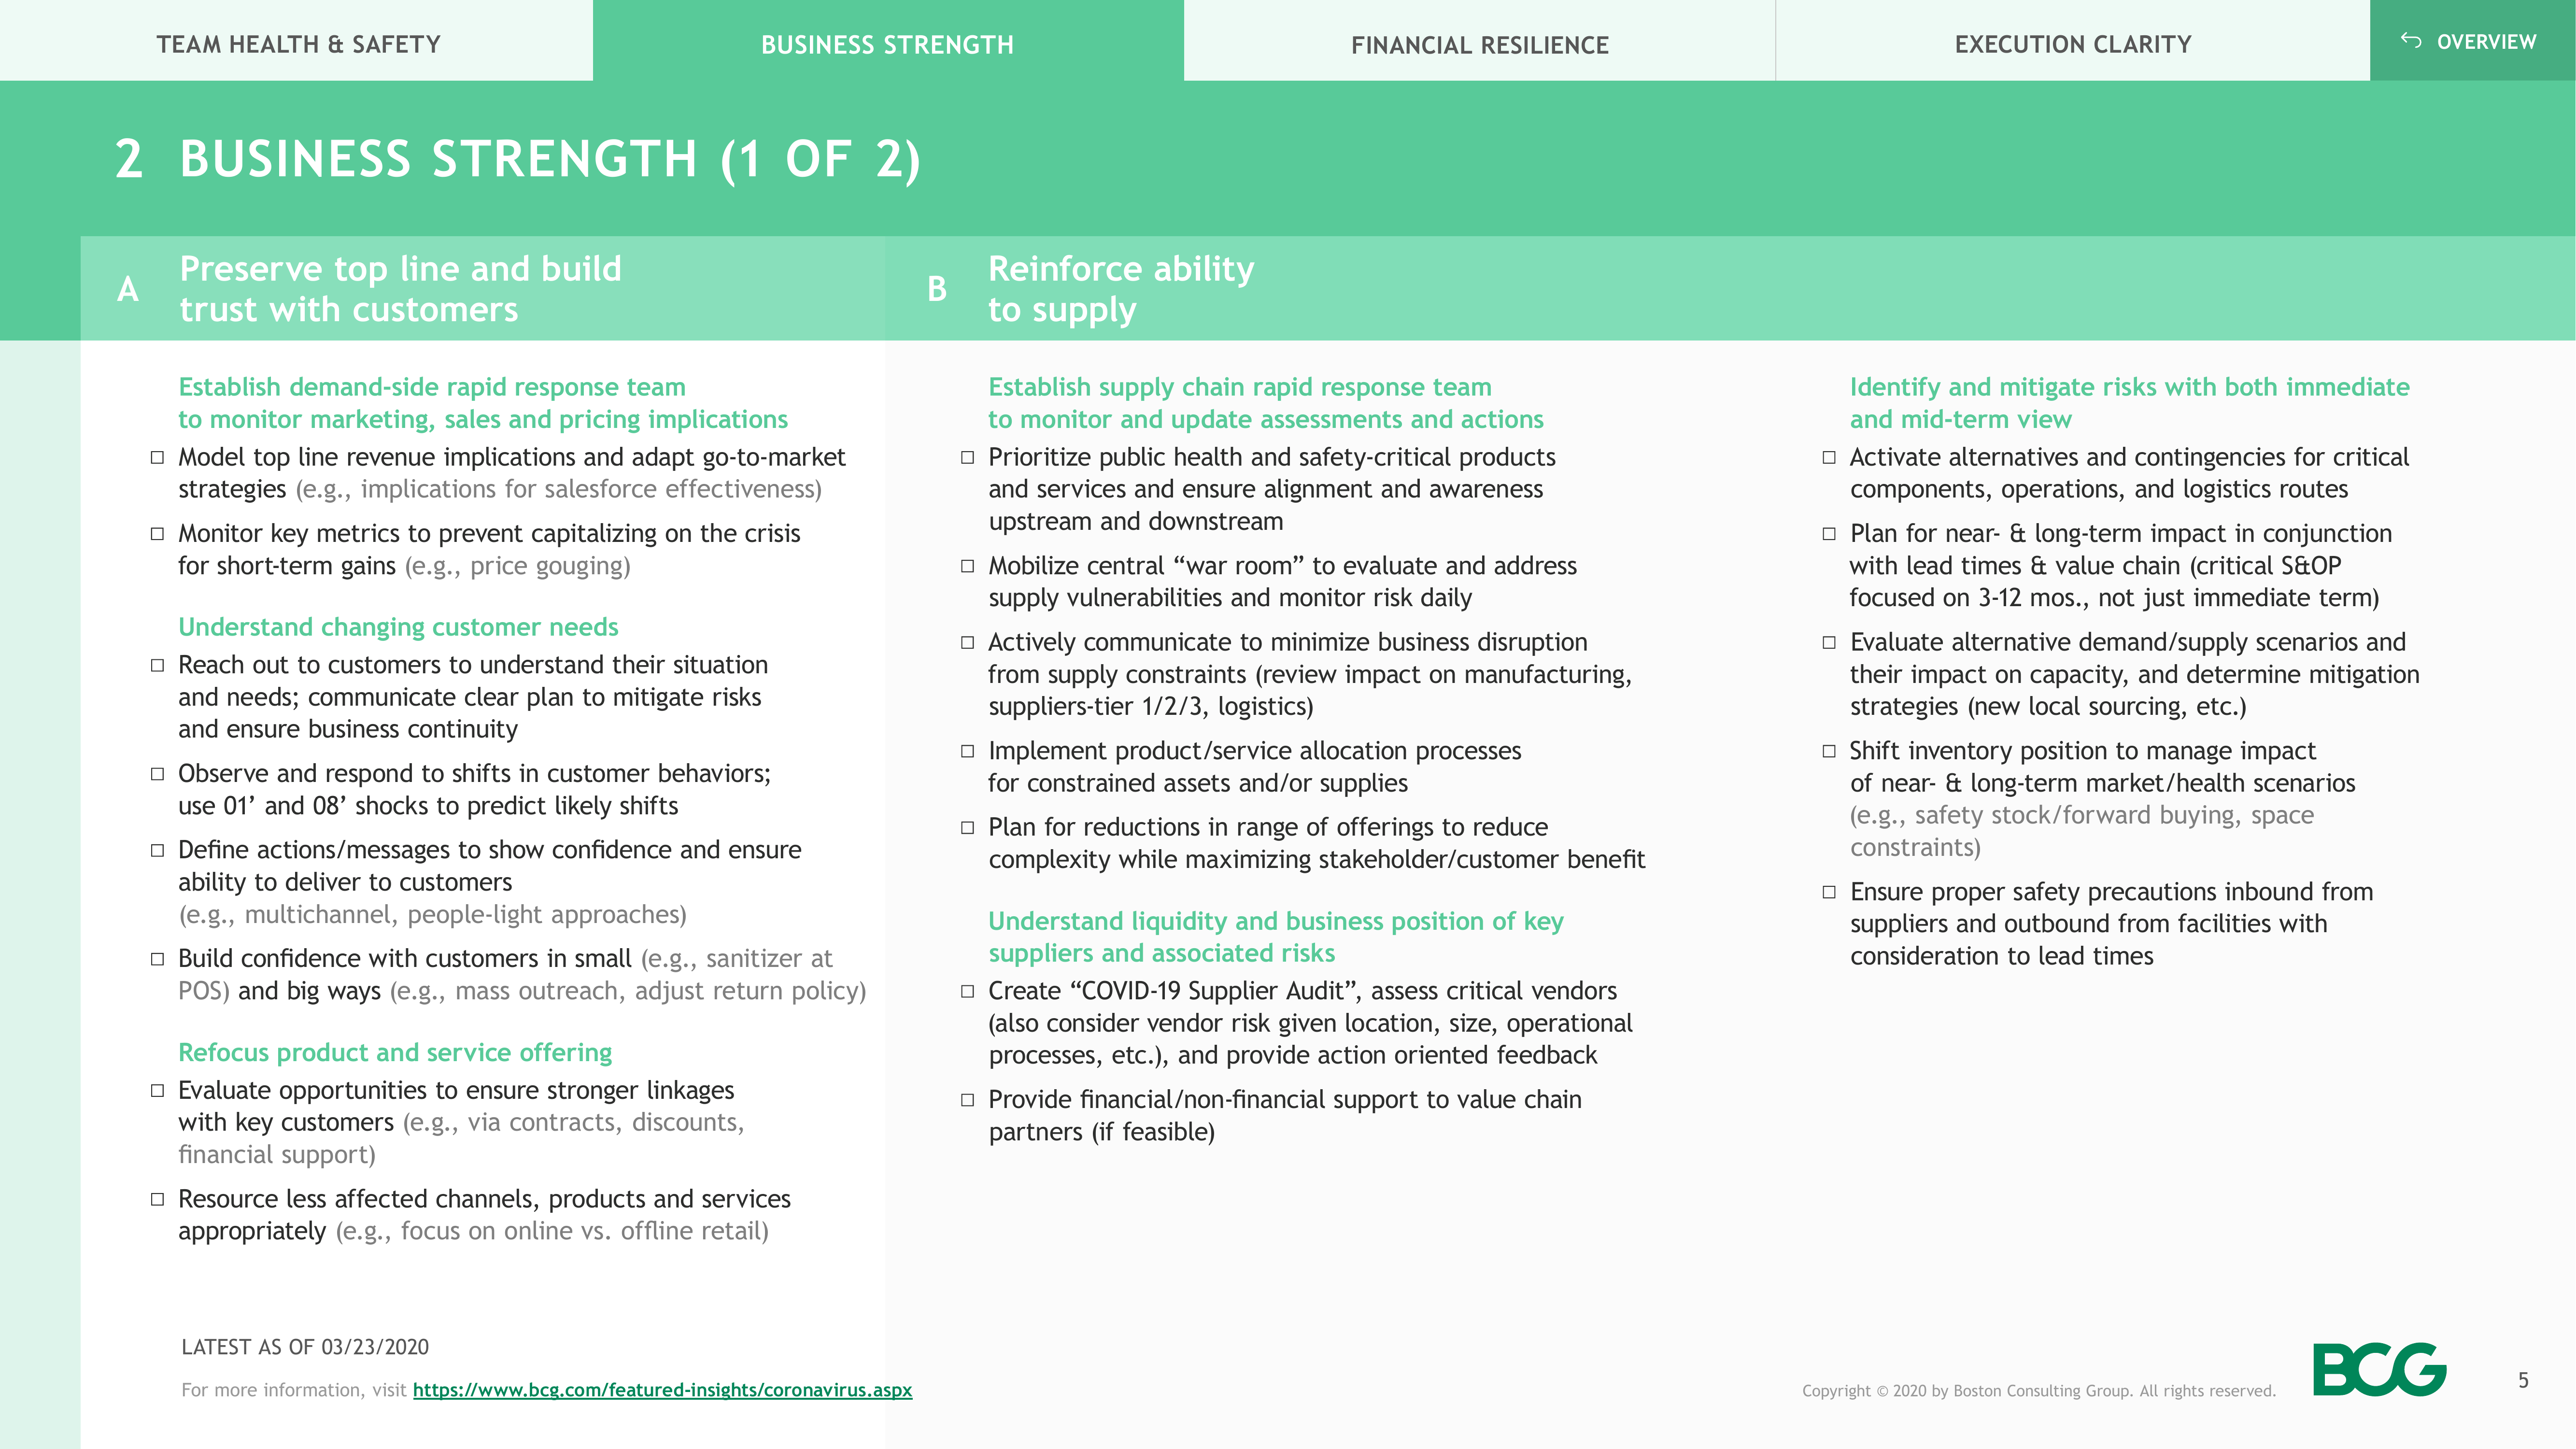 TEAM HEALTH & SAFETY
BUSINESS STRENGTH
FINANCIAL RESILIENCE
EXECUTION CLARITY
OVERVIEW
2 BUSINESS STRENGTH (1 OF 2)
A
Preserve top line and build
trust with customers
Establish demand-side rapid response team
to monitor marketing, sales and pricing implications
Model top line revenue implications and adapt go-to-market
strategies (e.g., implications for salesforce effectiveness)
Monitor key metrics to prevent capitalizing on the crisis
for short-term gains (e.g., price gouging)
Understand changing customer needs
Reach out to customers to understand their situation
and needs; communicate clear plan to mitigate risks
and ensure business continuity
Observe and respond to shifts in customer behaviors;
use 01’ and 08’ shocks to predict likely shifts
Define actions/messages to show confidence and ensure
ability to deliver to customers
(e.g., multichannel, people-light approaches)
Build confidence with customers in small (e.g., sanitizer at
POS) and big ways (e.g., mass outreach, adjust return policy)
Refocus product and service offering
Evaluate opportunities to ensure stronger linkages
with key customers (e.g., via contracts, discounts,
financial support)
Resource less affected channels, products and services
appropriately (e.g., focus on online vs. offline retail)
B
Reinforce ability
to supply
Establish supply chain rapid response team
to monitor and update assessments and actions
Prioritize public health and safety-critical products
and services and ensure alignment and awareness
upstream and downstream
Mobilize central “war room” to evaluate and address
supply vulnerabilities and monitor risk daily
Actively communicate to minimize business disruption
from supply constraints (review impact on manufacturing,
suppliers-tier 1/2/3, logistics)
Implement product/service allocation processes
for constrained assets and/or supplies
Plan for reductions in range of offerings to reduce
complexity while maximizing stakeholder/customer benefit
Understand liquidity and business position of key
suppliers and associated risks
Create “COVID-19 Supplier Audit”, assess critical vendors
(also consider vendor risk given location, size, operational
processes, etc.), and provide action oriented feedback
Provide financial/non-financial support to value chain
partners (if feasible)
Identify and mitigate risks with both immediate
and mid-term view
Activate alternatives and contingencies for critical
components, operations, and logistics routes
Plan for near- & long-term impact in conjunction
with lead times & value chain (critical S&OP
focused on 3-12 mos., not just immediate term)
Evaluate alternative demand/supply scenarios and
their impact on capacity, and determine mitigation
strategies (new local sourcing, etc.)
Shift inventory position to manage impact
of near- & long-term market/health scenarios
(e.g., safety stock/forward buying, space
constraints)
Ensure proper safety precautions inbound from
suppliers and outbound from facilities with
consideration to lead times
LATEST AS OF 03/23/2020
For more information, visit https://www.bcg.com/featured-insights/coronavirus.aspx
Copyright © 2020 by Boston Consulting Group. All rights reserved.
BCG
5